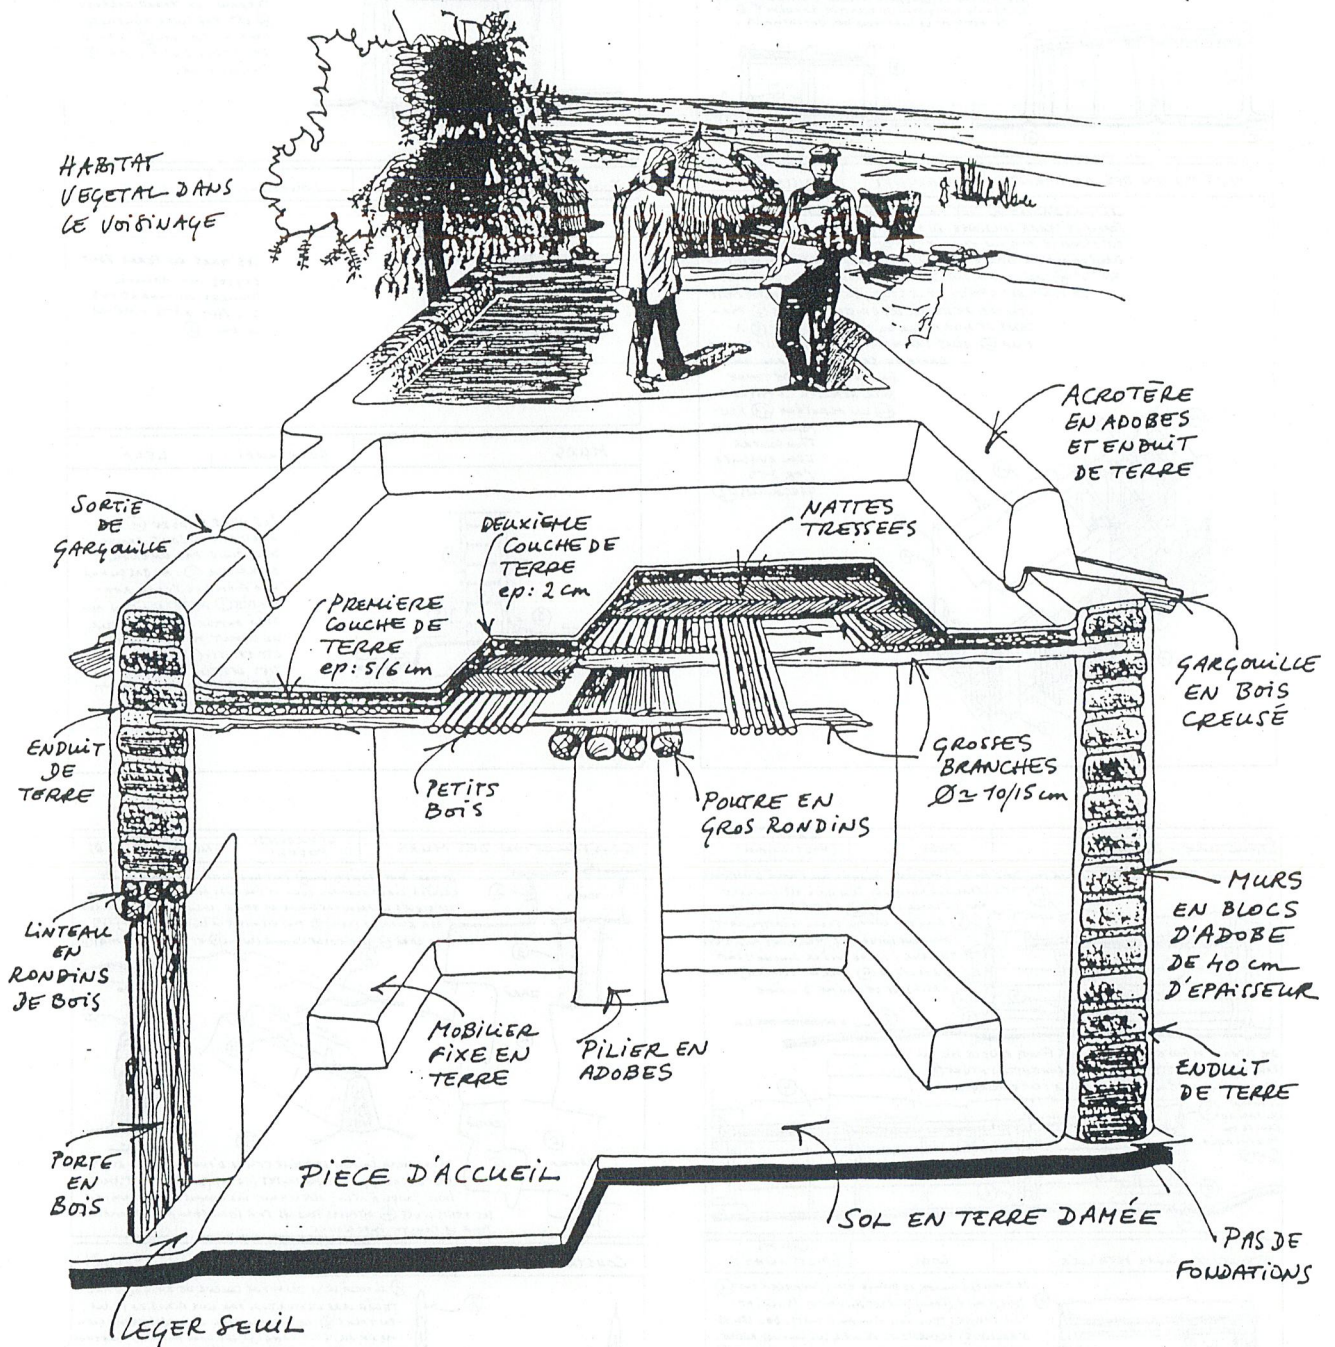 HABITAT
VEGETAL DANS
LE VOISINAGE
ACROTÈRE
EN ADOBES
ET ENDUIT
DE TERRE
SORTIE
DE
GARGOUILLE
DEUXIEME
COUCHE DE
TERRE
ep: 2 cm
NATTES
TRESSEES
PREMIERE
COUCHE DE
TERRE
ep: 5/6 cm
GARGOUILLE
EN BOIS
CREUSÉ
ENDUIT
DE
TERRE
PETITS
BOIS
POUTRE EN
GROS RONDINS
GROSSES
BRANCHES
Ø ≃ 10/15 cm
LINTEAU
EN
RONDINS
DE BOIS
MURS
EN BLOCS
D'ADOBE
DE 40 cm
D'EPAISSEUR
MOBILIER
FIXE EN
TERRE
PILIER EN
ADOBES
ENDUIT
DE TERRE
PORTE
EN
BOIS
PIÈCE D'ACCUEIL
SOL EN TERRE DAMÉE
PAS DE
FONDATIONS
LEGER SEUIL